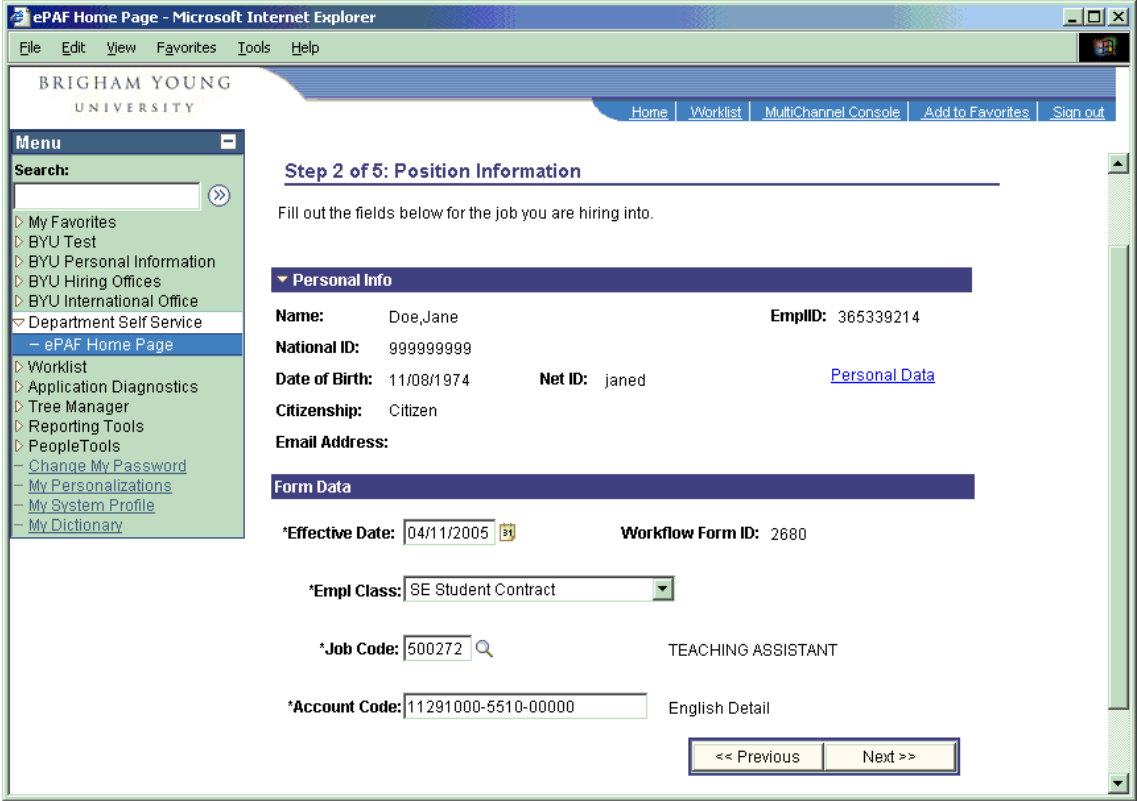 ePAF Home Page - Microsoft Internet Explorer
File Edit View Favorites Tools Help
BRIGHAM YOUNG
UNIVERSITY
Home Worklist MultiChannel Console Add to Favorites Sign out
Menu
Search:
My Favorites
BYU Test
BYU Personal Information
BYU Hiring Offices
BYU International Office
Department Self Service
– ePAF Home Page
Worklist
Application Diagnostics
Tree Manager
Reporting Tools
PeopleTools
– Change My Password
– My Personalizations
– My System Profile
– My Dictionary
Step 2 of 5: Position Information
Fill out the fields below for the job you are hiring into.
Personal Info
Name: Doe,Jane EmplID: 365339214
National ID: 999999999
Date of Birth: 11/08/1974 Net ID: janed Personal Data
Citizenship: Citizen
Email Address:
Form Data
*Effective Date: 04/11/2005 31 Workflow Form ID: 2680
*Empl Class: SE Student Contract
*Job Code: 500272 TEACHING ASSISTANT
*Account Code: 11291000-5510-00000 English Detail
<< Previous Next >>